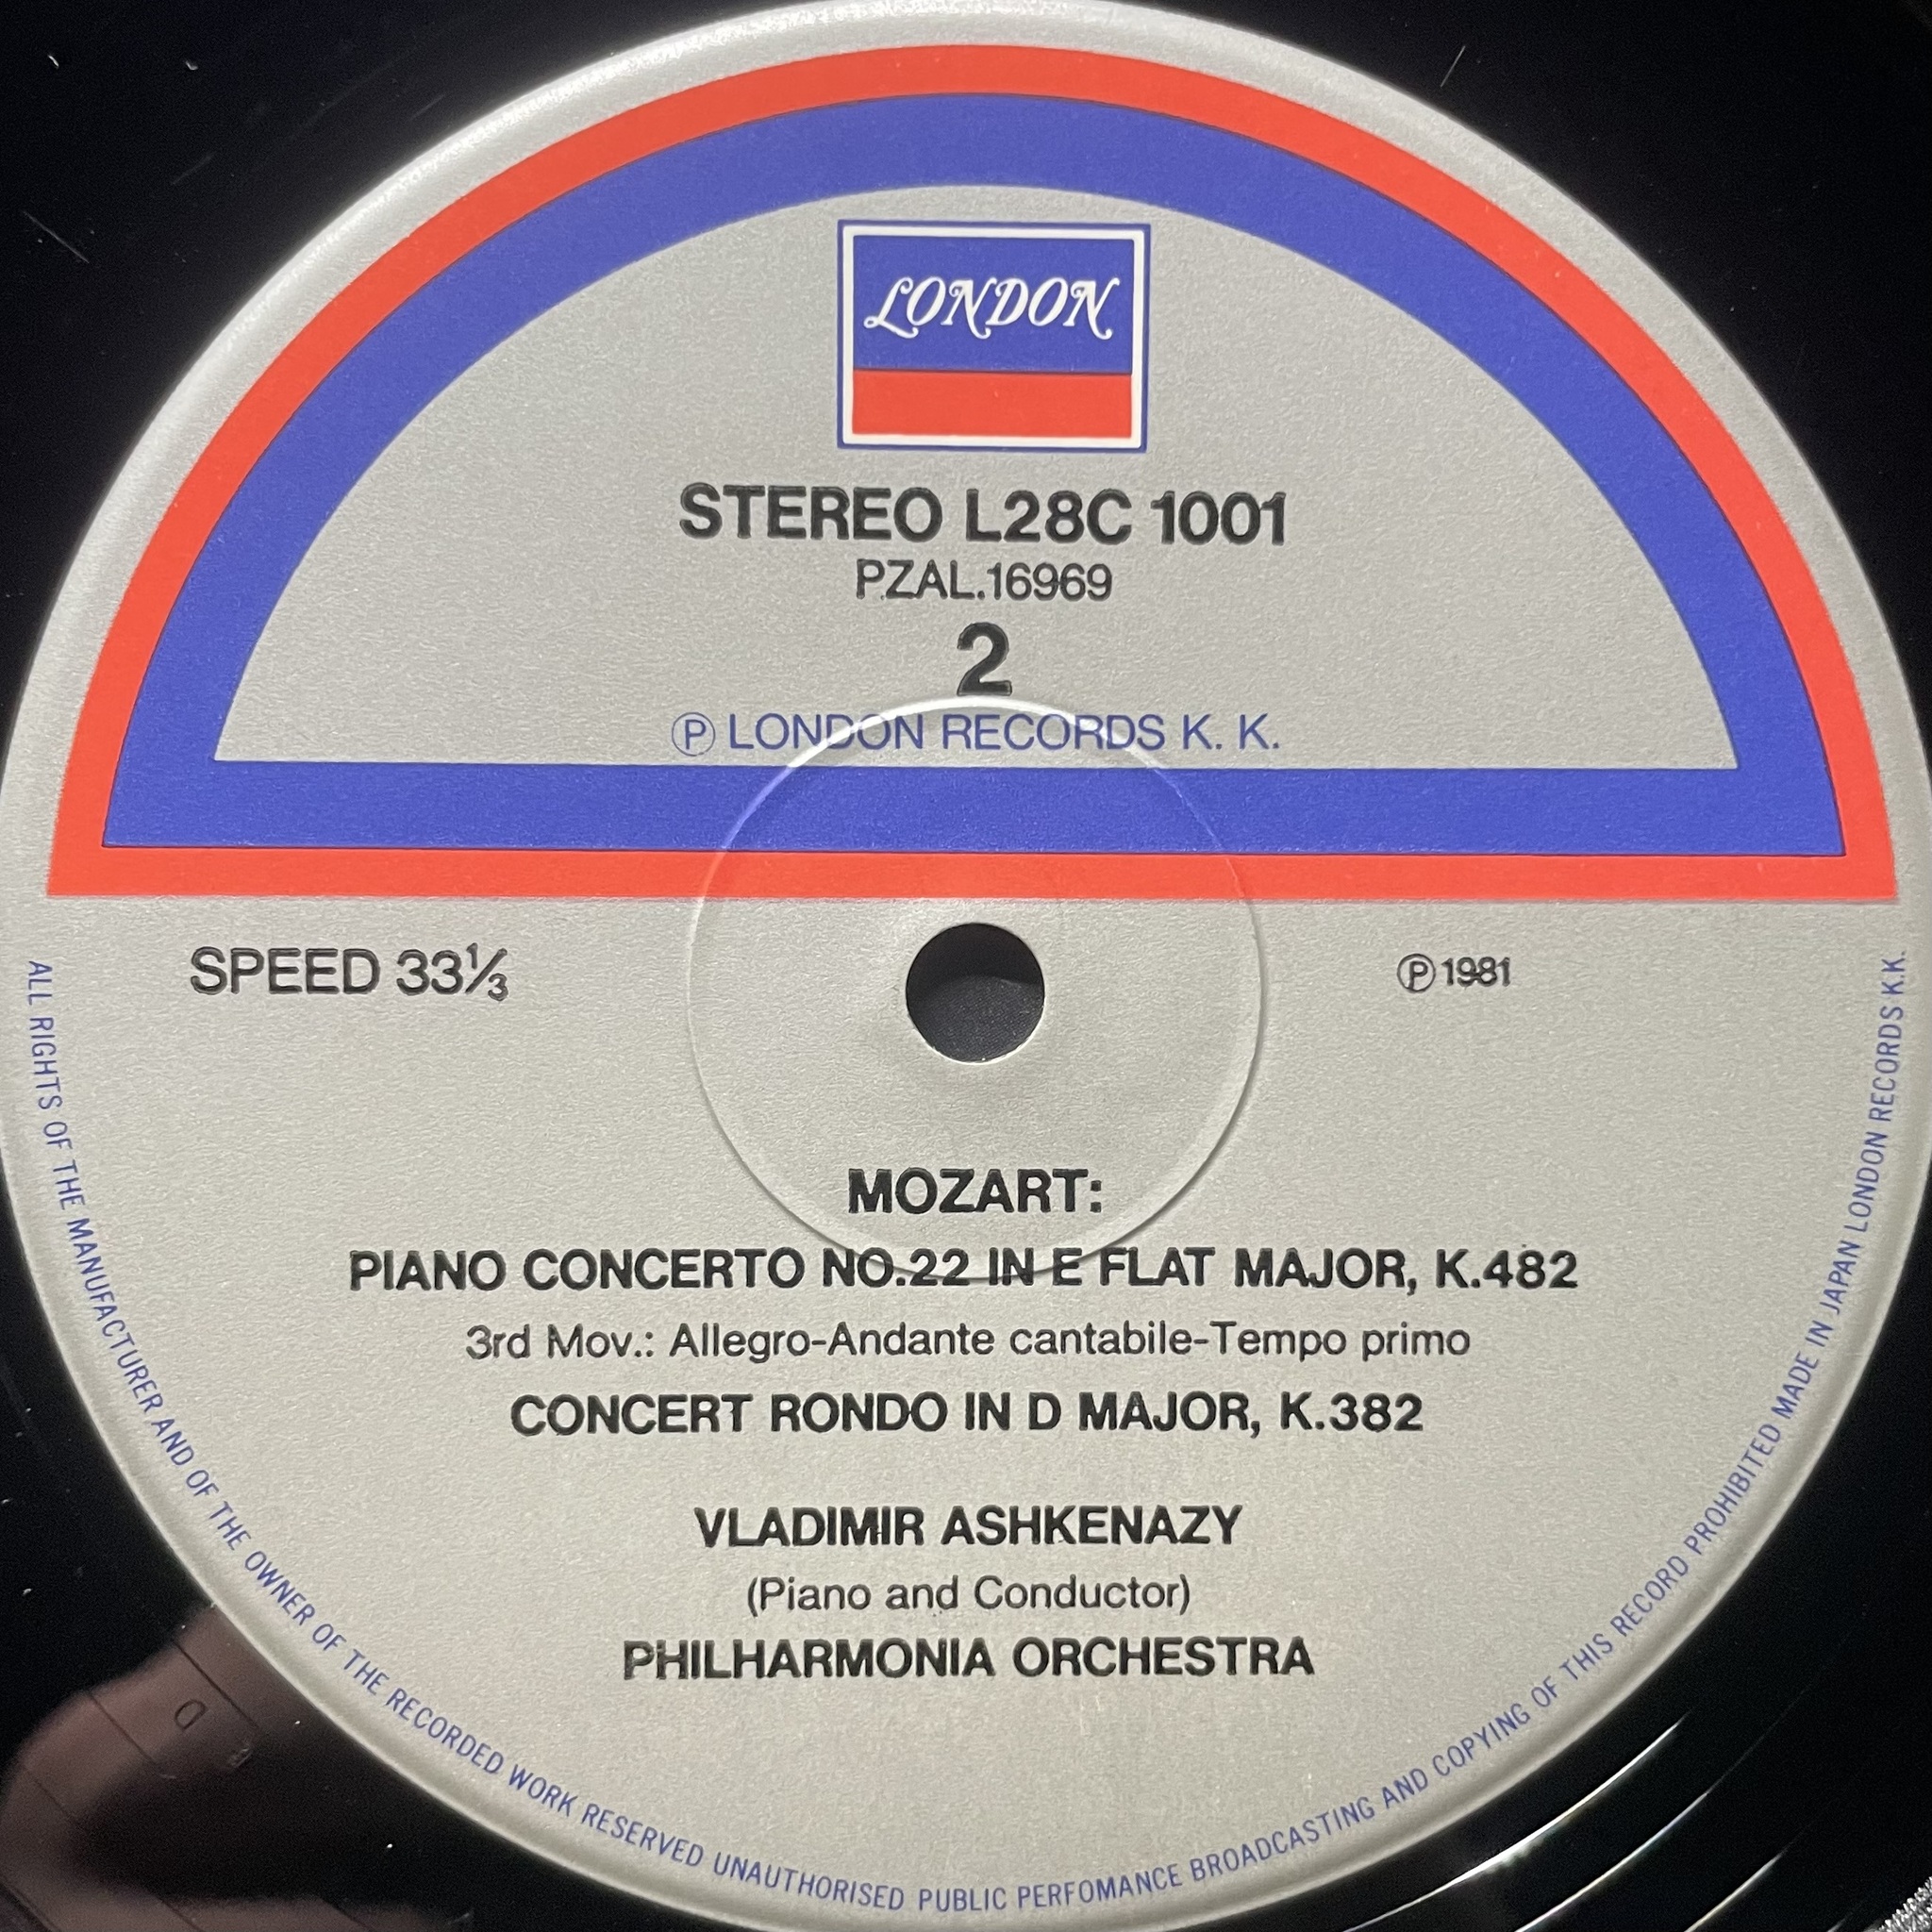 LONDON
STEREO L28C 1001
PZAL.16969
2
Ⓟ LONDON RECORDS K. K.
SPEED 33⅓
Ⓟ 1981
MOZART:
PIANO CONCERTO NO.22 IN E FLAT MAJOR, K.482
3rd Mov.: Allegro-Andante cantabile-Tempo primo
CONCERT RONDO IN D MAJOR, K.382
VLADIMIR ASHKENAZY
(Piano and Conductor)
PHILHARMONIA ORCHESTRA
ALL RIGHTS OF THE MANUFACTURER AND OF THE OWNER OF THE RECORDED WORK RESERVED UNAUTHORISED PUBLIC PERFOMANCE BROADCASTING AND COPYING OF THIS RECORD PROHIBITED MADE IN JAPAN LONDON RECORDS K.K.